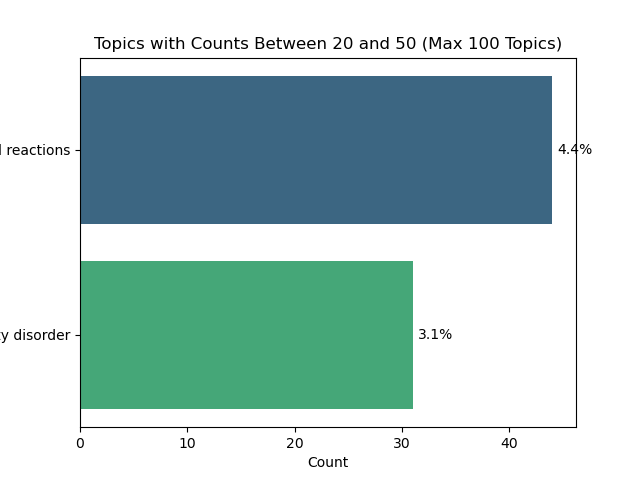 Topics with Counts Between 20 and 50 (Max 100 Topics)
reactions
4.4%
disorder
3.1%
0 10 20 30 40
Count